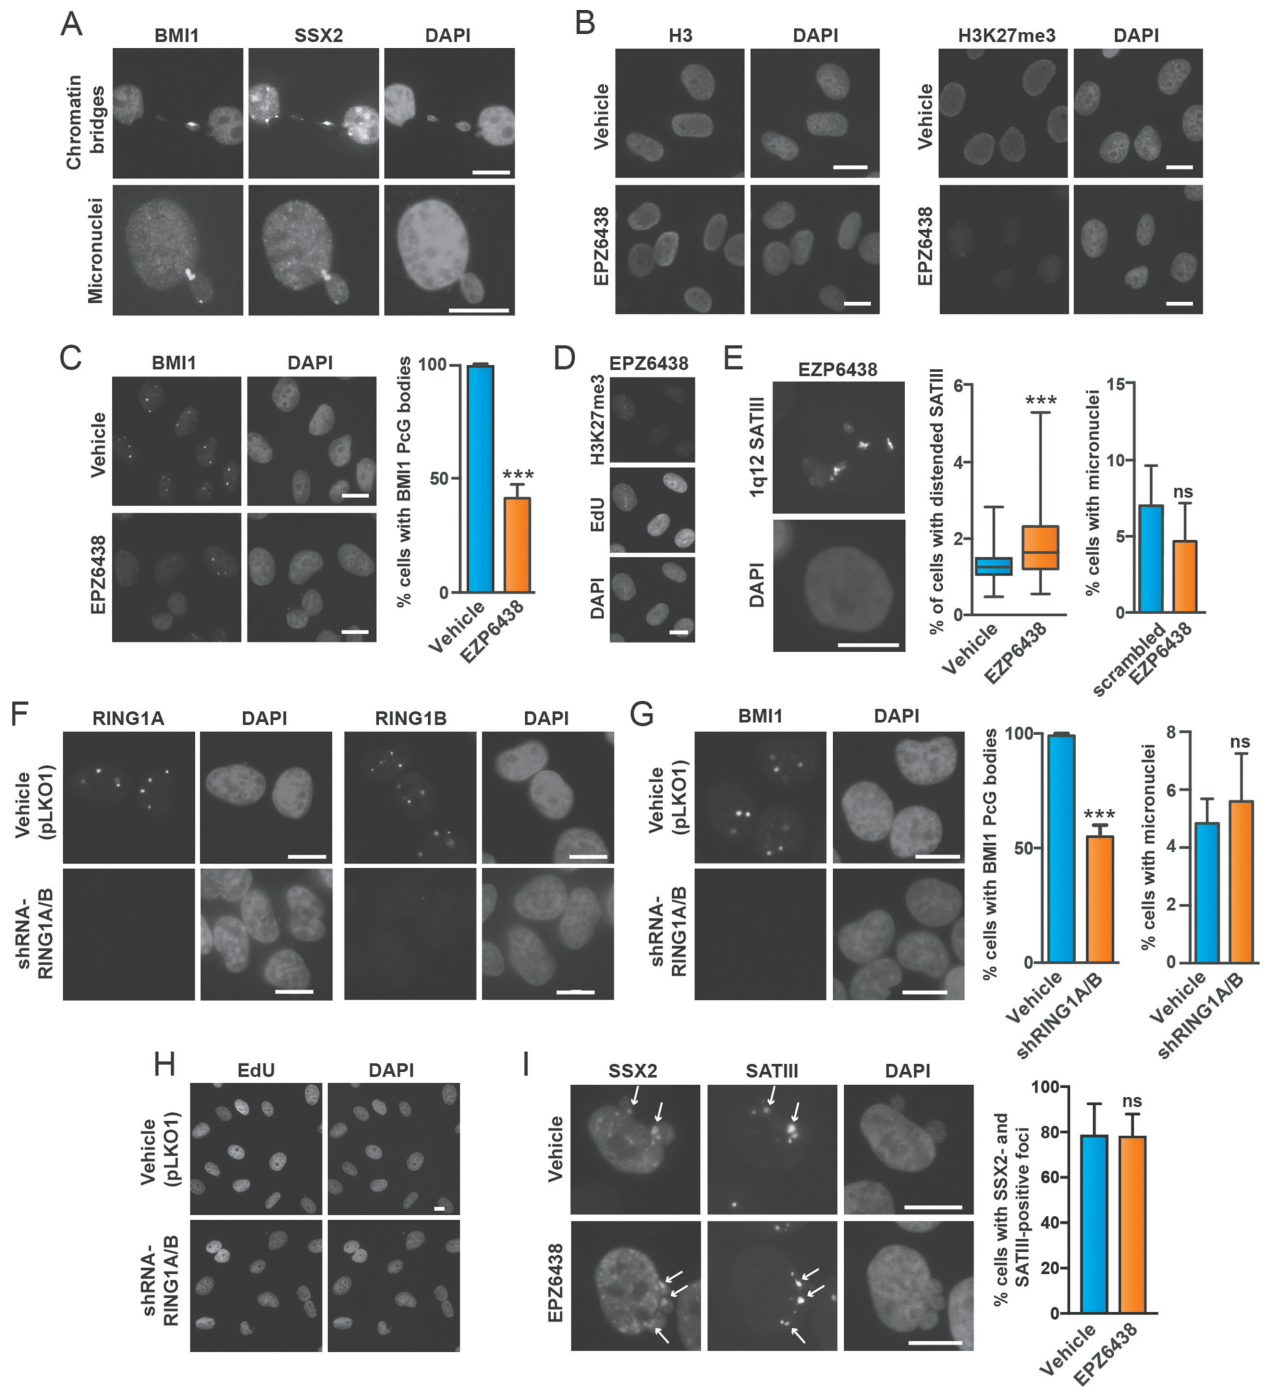 A
BMI1
SSX2
DAPI
Chromatin
bridges
Micronuclei
B
H3
DAPI
H3K27me3
DAPI
Vehicle
Vehicle
EPZ6438
EPZ6438
C
BMI1
DAPI
Vehicle
EPZ6438
% cells with BMI1 PcG bodies
100
50
0
***
Vehicle
EZP6438
D
EPZ6438
H3K27me3
EdU
DAPI
E
EZP6438
1q12 SATIII
DAPI
% of cells with distended SATIII
6
4
2
0
***
Vehicle
EZP6438
% cells with micronuclei
15
10
5
0
ns
scrambled
EZP6438
F
RING1A
DAPI
RING1B
DAPI
Vehicle
(pLKO1)
shRNA-
RING1A/B
G
BMI1
DAPI
Vehicle
(pLKO1)
shRNA-
RING1A/B
% cells with BMI1 PcG bodies
100
50
0
***
Vehicle
shRING1A/B
% cells with micronuclei
8
6
4
2
0
ns
Vehicle
shRING1A/B
H
EdU
DAPI
Vehicle
(pLKO1)
shRNA-
RING1A/B
I
SSX2
SATIII
DAPI
Vehicle
EPZ6438
% cells with SSX2- and
SATIII-positive foci
100
80
60
40
20
0
ns
Vehicle
EPZ6438